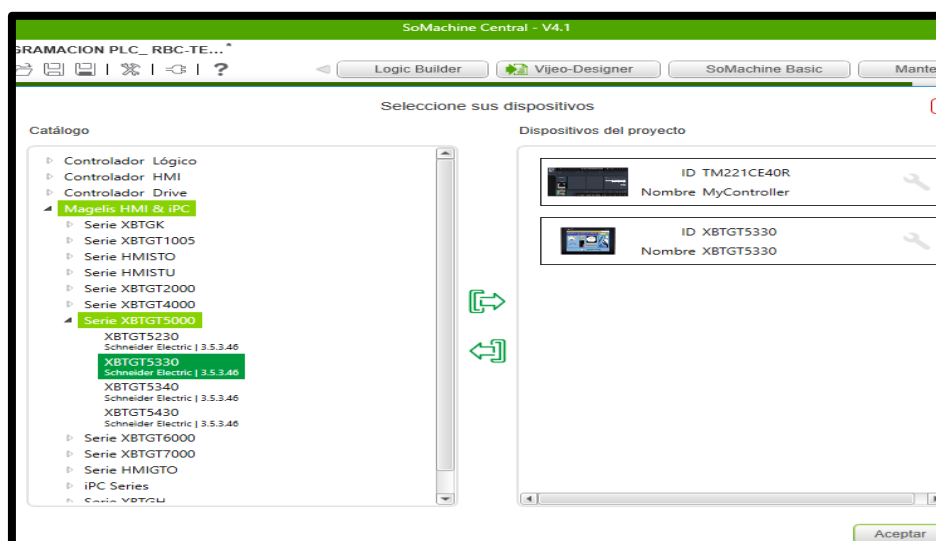 SoMachine Central - V4.1
GRAMACION PLC_ RBC-TE...*
?
Logic Builder
Vijeo-Designer
SoMachine Basic
Mante
Seleccione sus dispositivos
Catálogo
Dispositivos del proyecto
Controlador Lógico
Controlador HMI
Controlador Drive
Magelis HMI & iPC
Serie XBTGK
Serie XBTGT1005
Serie HMISTO
Serie HMISTU
Serie XBTGT2000
Serie XBTGT4000
Serie XBTGT5000
XBTGT5230
Schneider Electric | 3.5.3.46
XBTGT5330
Schneider Electric | 3.5.3.46
XBTGT5340
Schneider Electric | 3.5.3.46
XBTGT5430
Schneider Electric | 3.5.3.46
Serie XBTGT6000
Serie XBTGT7000
Serie HMIGTO
iPC Series
Serie XBTGH
ID TM221CE40R
Nombre MyController
ID XBTGT5330
Nombre XBTGT5330
Aceptar